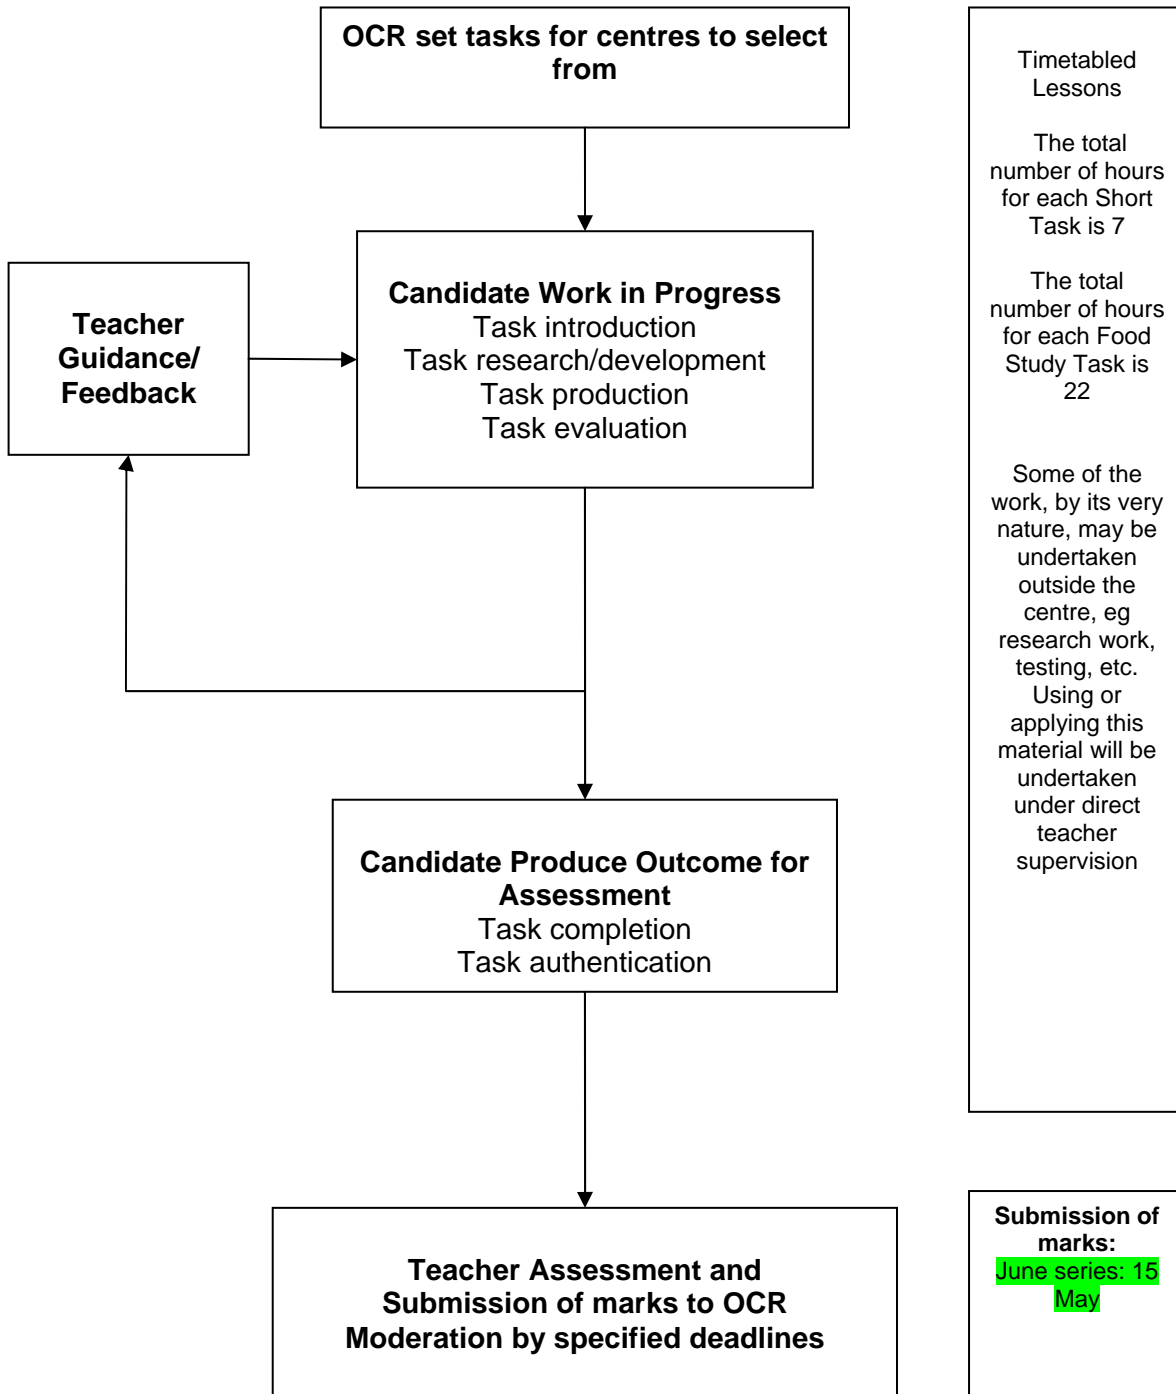 OCR set tasks for centres to select
from
Teacher
Guidance/
Feedback
Candidate Work in Progress
Task introduction
Task research/development
Task production
Task evaluation
Candidate Produce Outcome for
Assessment
Task completion
Task authentication
Teacher Assessment and
Submission of marks to OCR
Moderation by specified deadlines
Timetabled
Lessons
The total
number of hours
for each Short
Task is 7
The total
number of hours
for each Food
Study Task is
22
Some of the
work, by its very
nature, may be
undertaken
outside the
centre, eg
research work,
testing, etc.
Using or
applying this
material will be
undertaken
under direct
teacher
supervision
Submission of
marks:
June series: 15
May